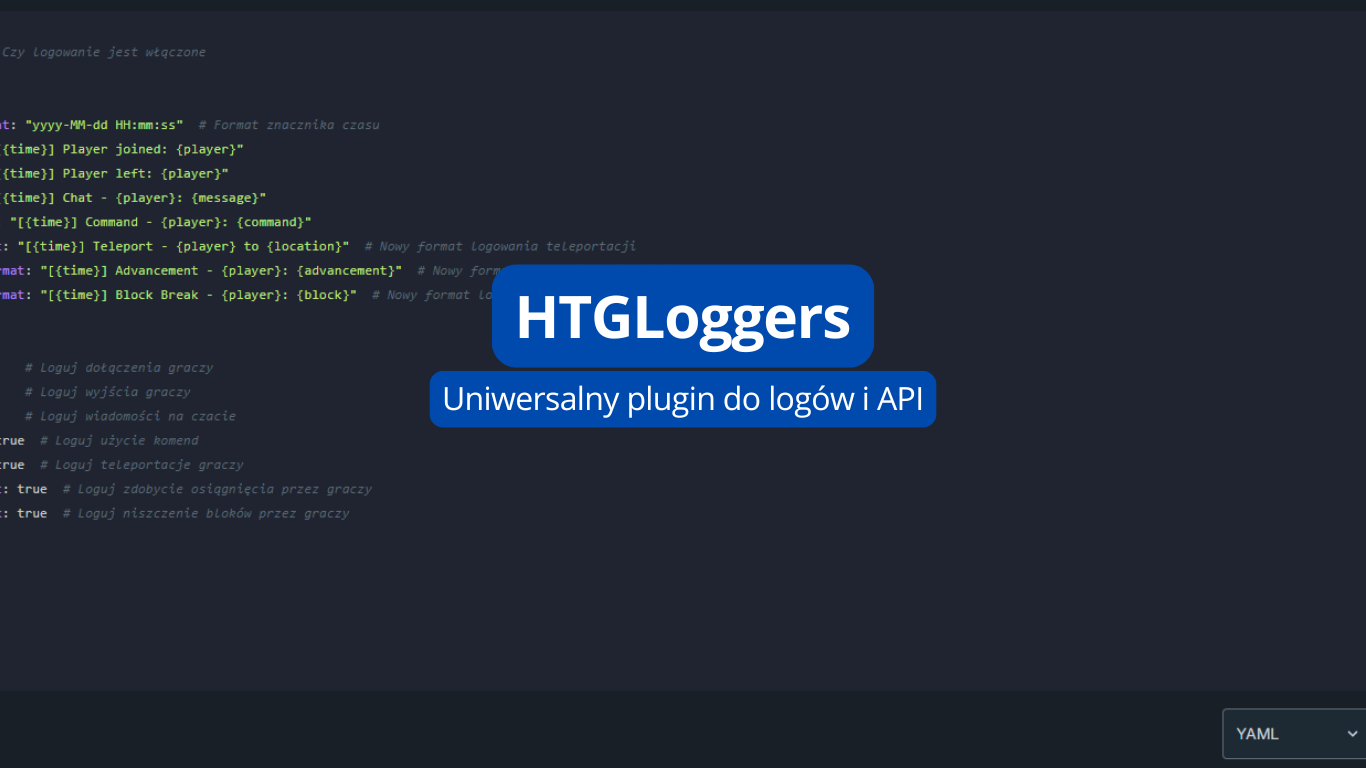 Czy logowanie jest włączone
at: "yyyy-MM-dd HH:mm:ss" # Format znacznika czasu
[{time}] Player joined: {player}"
[{time}] Player left: {player}"
[{time}] Chat - {player}: {message}"
"[{time}] Command - {player}: {command}"
: "[{time}] Teleport - {player} to {location}" # Nowy format logowania teleportacji
mat: "[{time}] Advancement - {player}: {advancement}" # Nowy form
mat: "[{time}] Block Break - {player}: {block}" # Nowy format lo
HTGLoggers
Uniwersalny plugin do logów i API
# Loguj dołączenia graczy
# Loguj wyjścia graczy
# Loguj wiadomości na czacie
true # Loguj użycie komend
true # Loguj teleportacje graczy
: true # Loguj zdobycie osiągnięcia przez graczy
: true # Loguj niszczenie bloków przez graczy
YAML